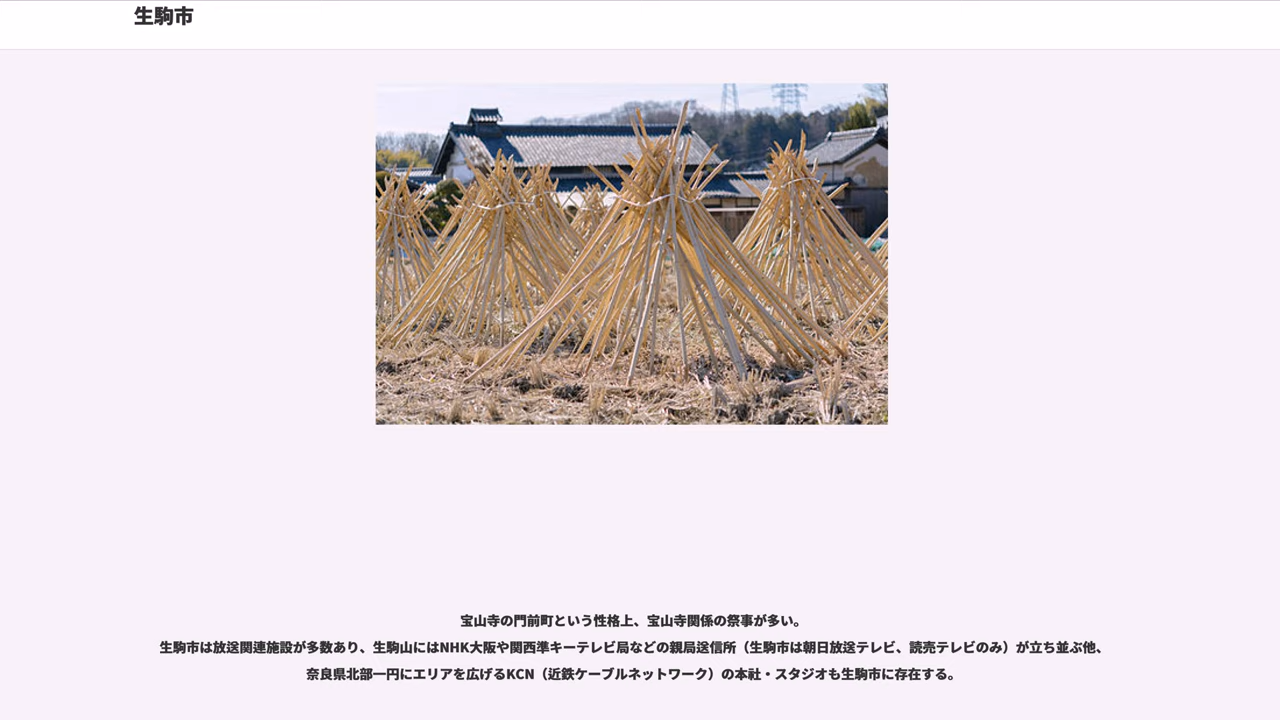 生駒市
宝山寺の門前町という性格上、宝山寺関係の祭事が多い。
生駒市は放送関連施設が多数あり、生駒山にはNHK大阪や関西準キーテレビ局などの親局送信所（生駒市は朝日放送テレビ、読売テレビのみ）が立ち並ぶ他、
奈良県北部一円にエリアを広げるKCN（近鉄ケーブルネットワーク）の本社・スタジオも生駒市に存在する。